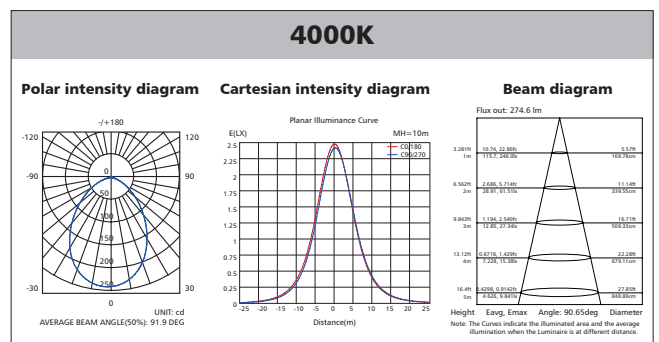 4000K
Polar intensity diagram
Cartesian intensity diagram
Beam diagram
-/+180
-120
120
-90
90
-30
30
0
0
50
100
150
200
250
UNIT: cd
AVERAGE BEAM ANGLE(50%): 91.9 DEG
Planar Illuminance Curve
E(LX)
MH=10m
C0/180
C90/270
2.5
2.25
2
1.75
1.5
1.25
1
0.75
0.5
0.25
0
-25 -20 -15 -10 -5 0 5 10 15 20 25
Distance(m)
Flux out: 274.6 lm
3.281ft 10.74, 22.86fc 5.57ft
1m 115.7, 246.0lx 169.78cm
6.562ft 2.686, 5.714fc 11.14ft
2m 28.91, 61.51lx 339.55cm
9.842ft 1.194, 2.540fc 16.71ft
3m 12.85, 27.34lx 509.33cm
13.12ft 0.6716, 1.429fc 22.28ft
4m 7.228, 15.38lx 679.11cm
16.4ft 0.4298, 0.9142fc 27.85ft
5m 4.626, 9.841lx 848.89cm
Height Eavg, Emax Angle: 90.65deg Diameter
Note: The Curves indicate the illuminated area and the average
illumination when the Luminaire is at different distance.